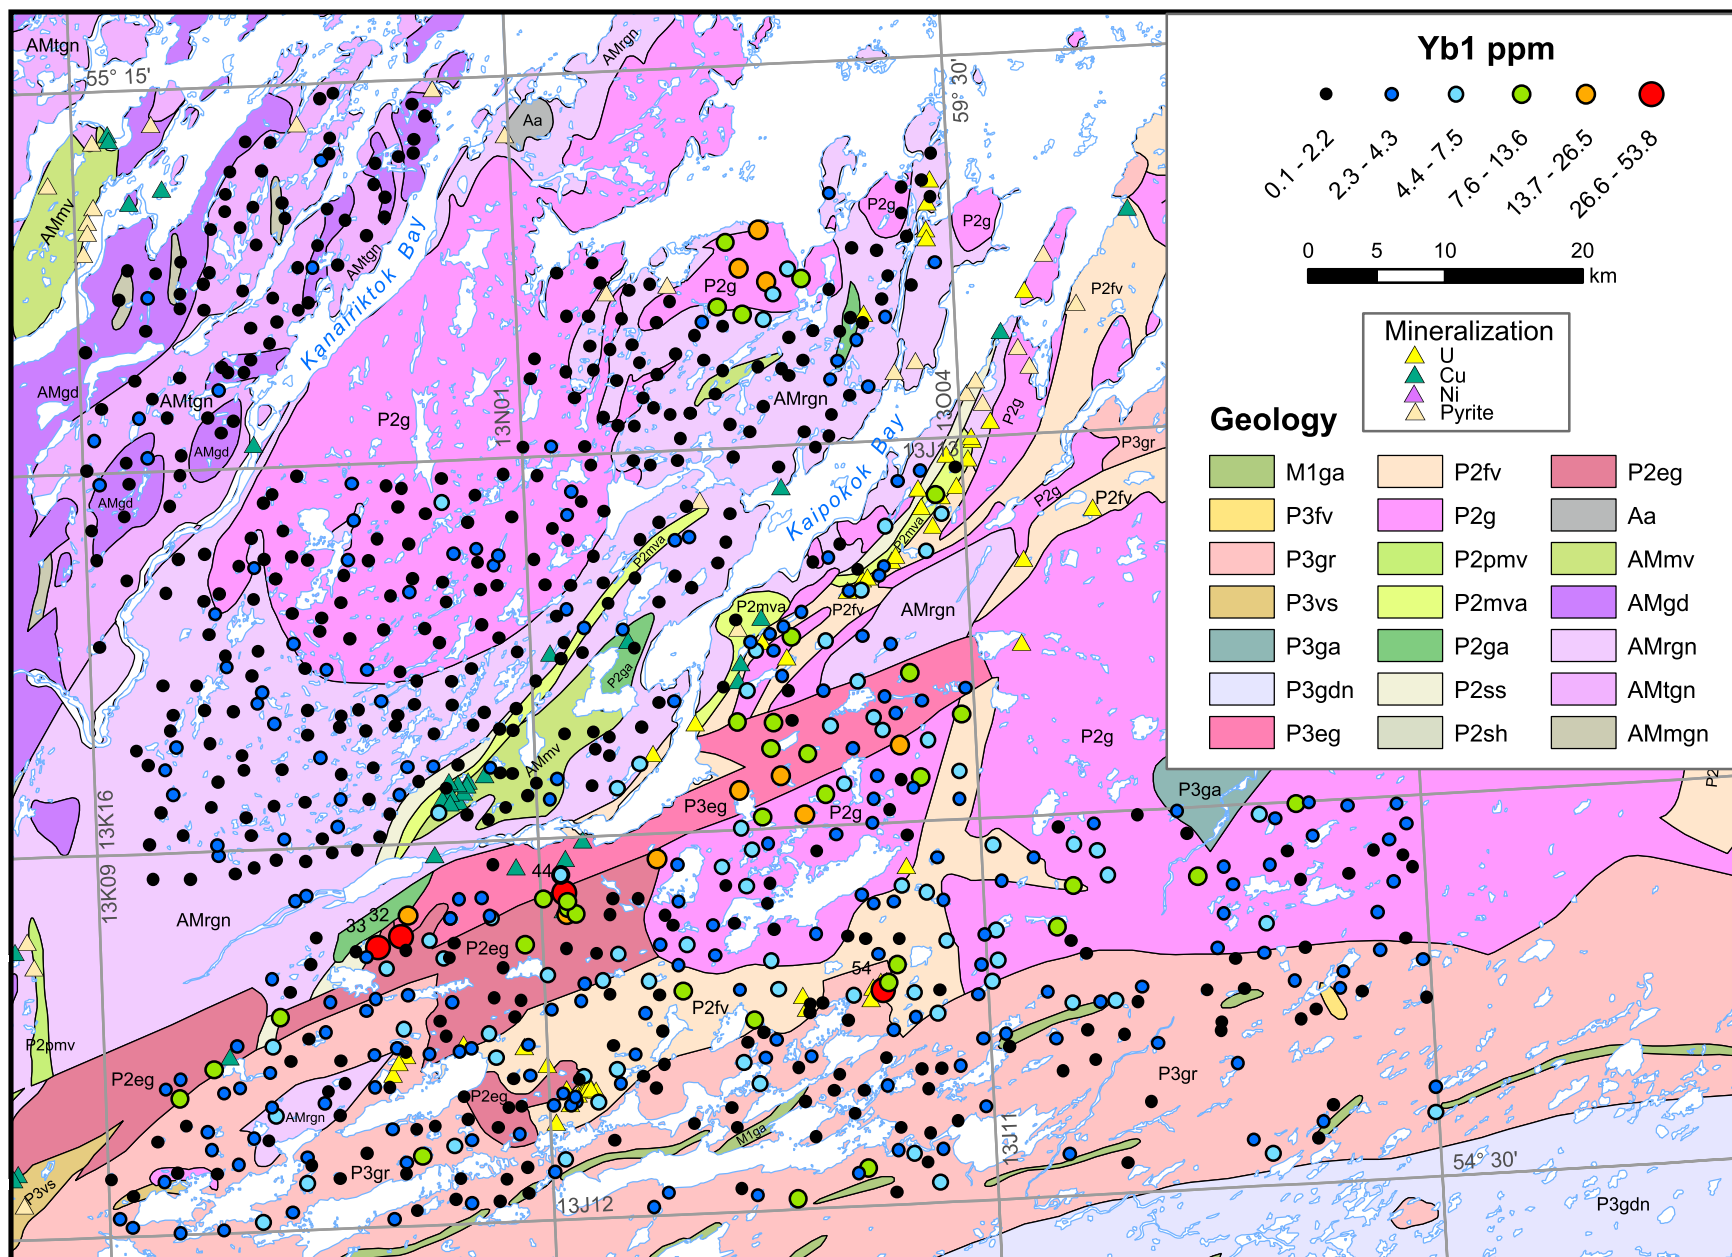 Yb1 ppm
0.1 - 2.2
2.3 - 4.3
4.4 - 7.5
7.6 - 13.6
13.7 - 26.5
26.6 - 53.8
0 5 10 20
km
Mineralization
U
Cu
Ni
Pyrite
Geology
M1ga
P3fv
P3gr
P3vs
P3ga
P3gdn
P3eg
P2fv
P2g
P2pmv
P2mva
P2ga
P2ss
P2sh
P2eg
Aa
AMmv
AMgd
AMrgn
AMtgn
AMmgn
AMtgn
55° 15'
AMrgn
59° 30'
Aa
AMmv
AMtgn
Kanairiktok Bay
P2g
P2g
P2g
P2fv
AMgd
AMtgn
AMgd
AMgd
P2g
13N01
AMrgn
13O04
13J13
P2g
P3gr
P2g
P2fv
Kaipokok Bay
P2mva
P2mva
P2mva
P2fv
AMrgn
P2ga
AMmv
P2g
P3ga
P2
P3eg
P2g
13K16
13K09
44
AMrgn
33
32
P2eg
54
P2fv
P2pmv
P2eg
P2eg
AMrgn
P3gr
M1ga
13J11
P3vs
P3gr
54° 30'
13J12
P3gdn